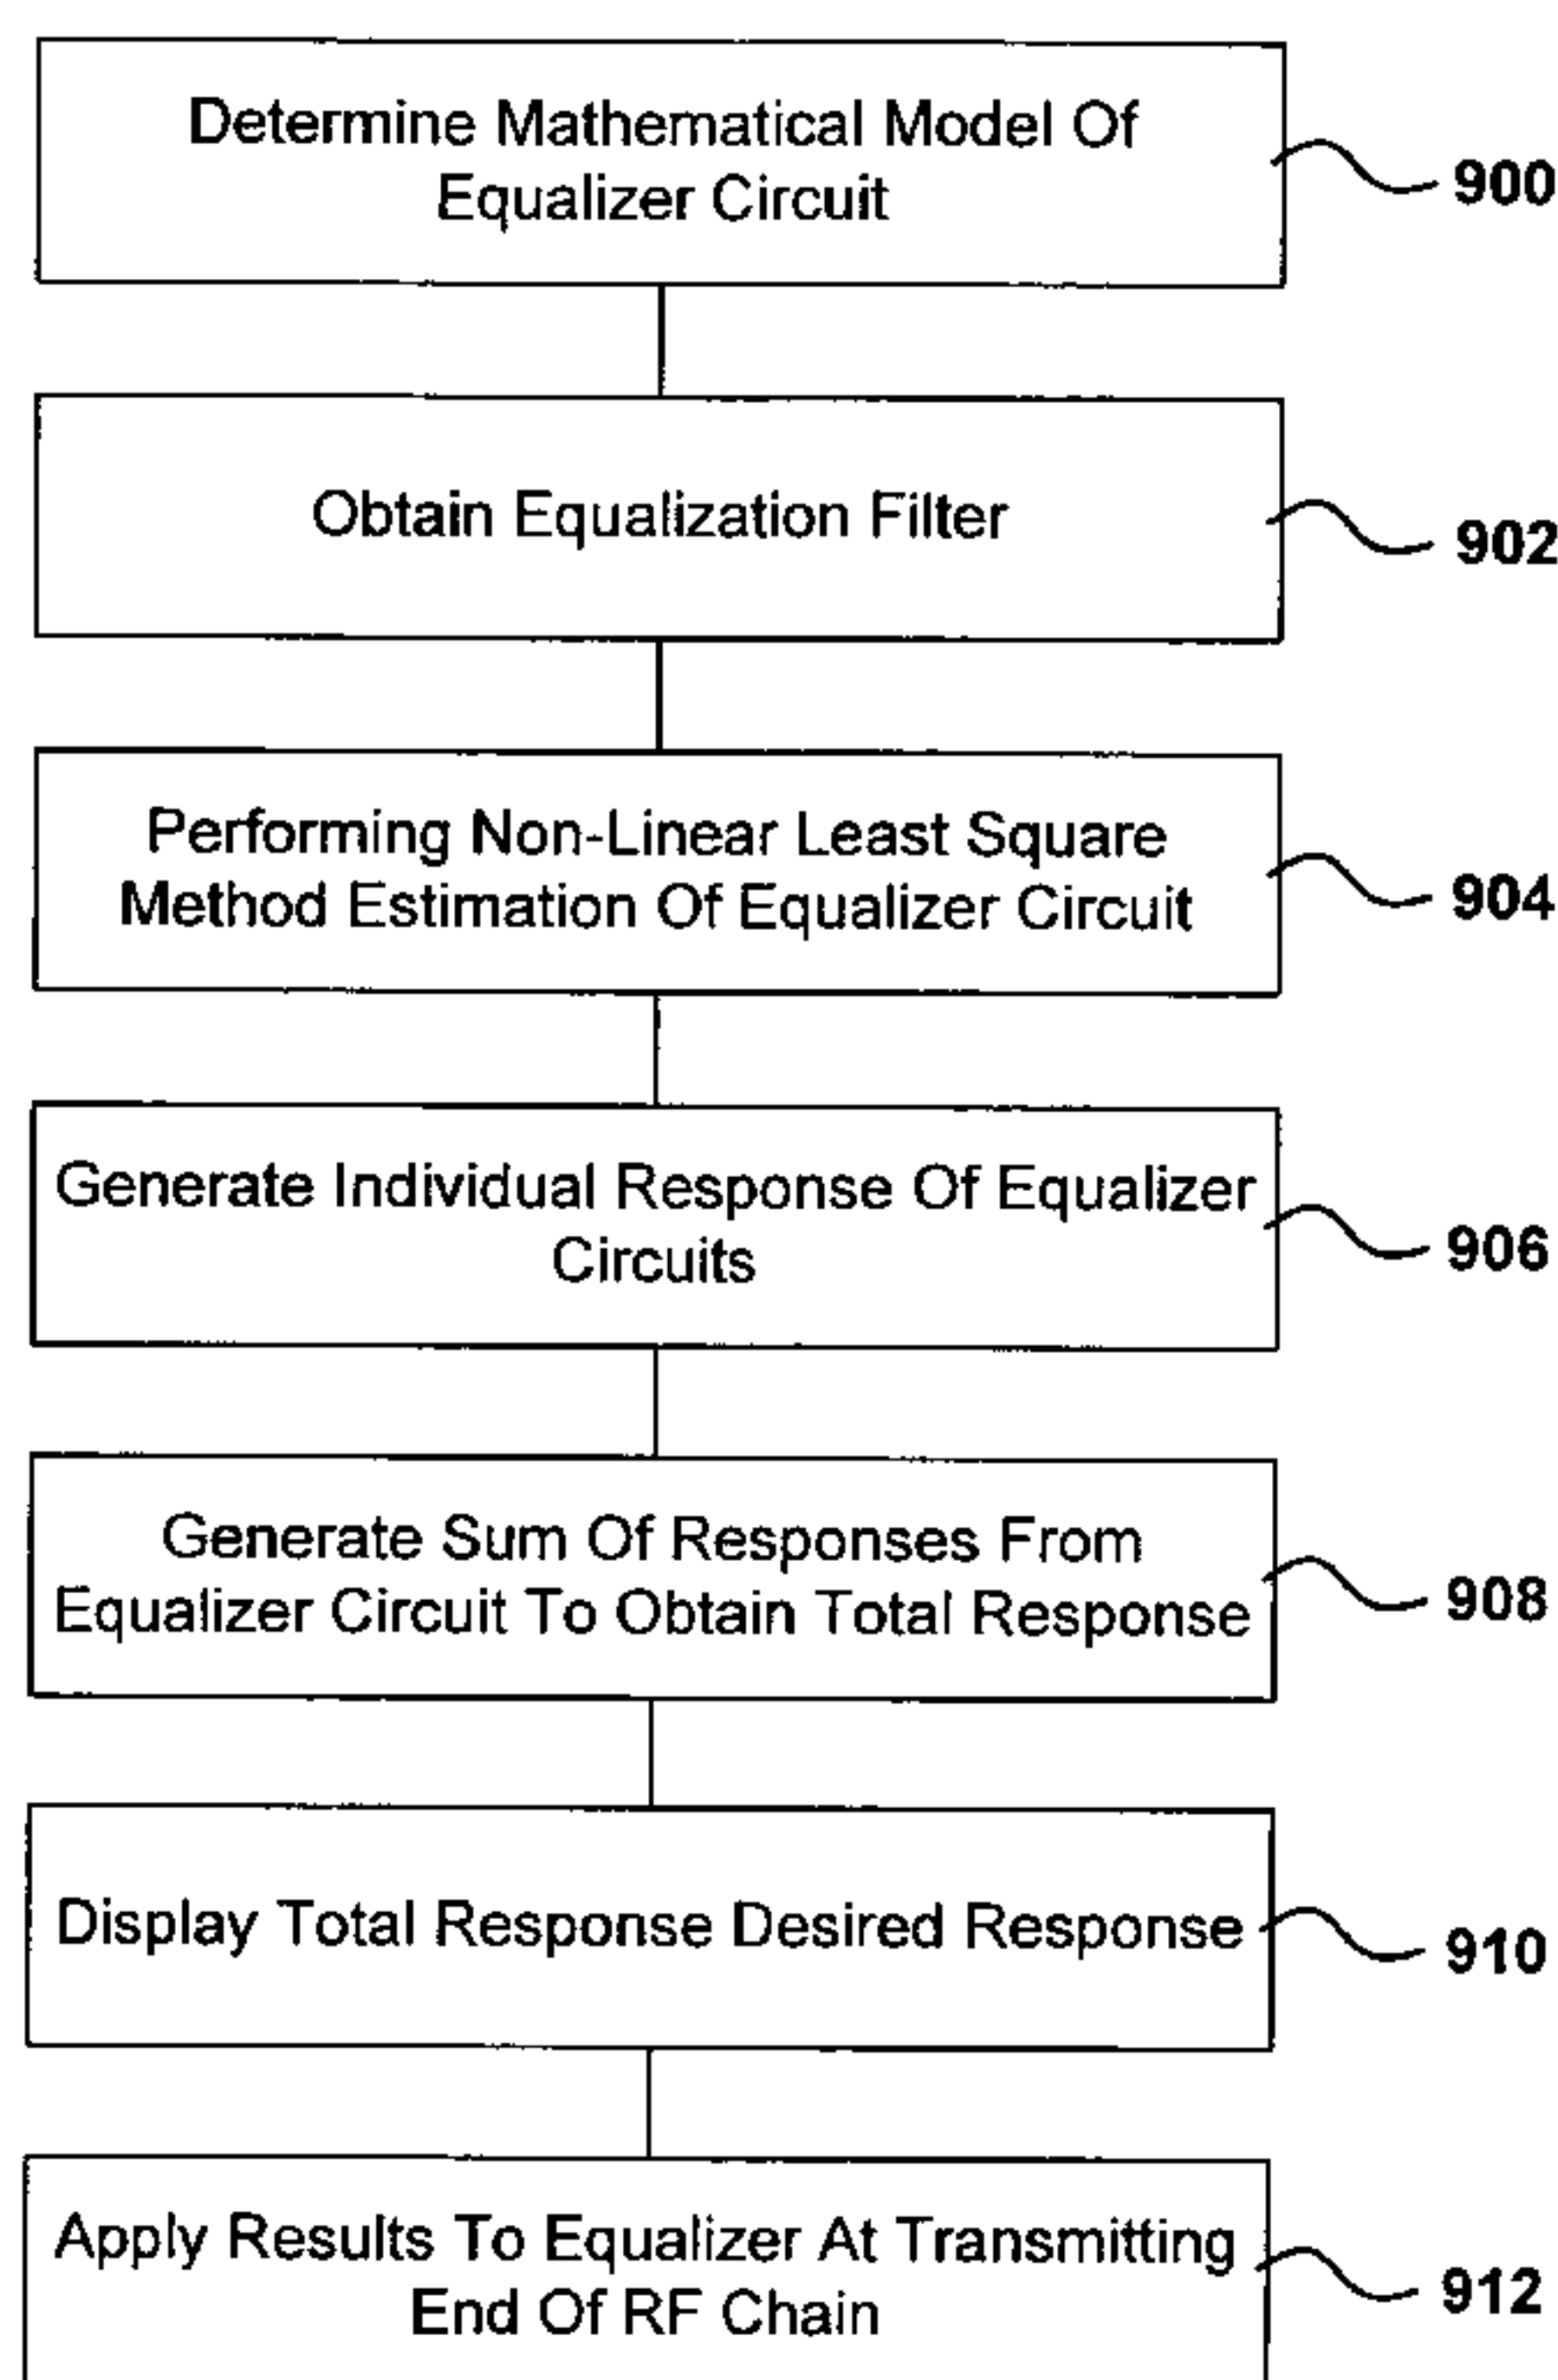 Determine Mathematical Model Of
Equalizer Circuit
900
Obtain Equalization Filter
902
Performing Non-Linear Least Square
Method Estimation Of Equalizer Circuit
904
Generate Individual Response Of Equalizer
Circuits
906
Generate Sum Of Responses From
Equalizer Circuit To Obtain Total Response
908
Display Total Response Desired Response
910
Apply Results To Equalizer At Transmitting
End Of RF Chain
912